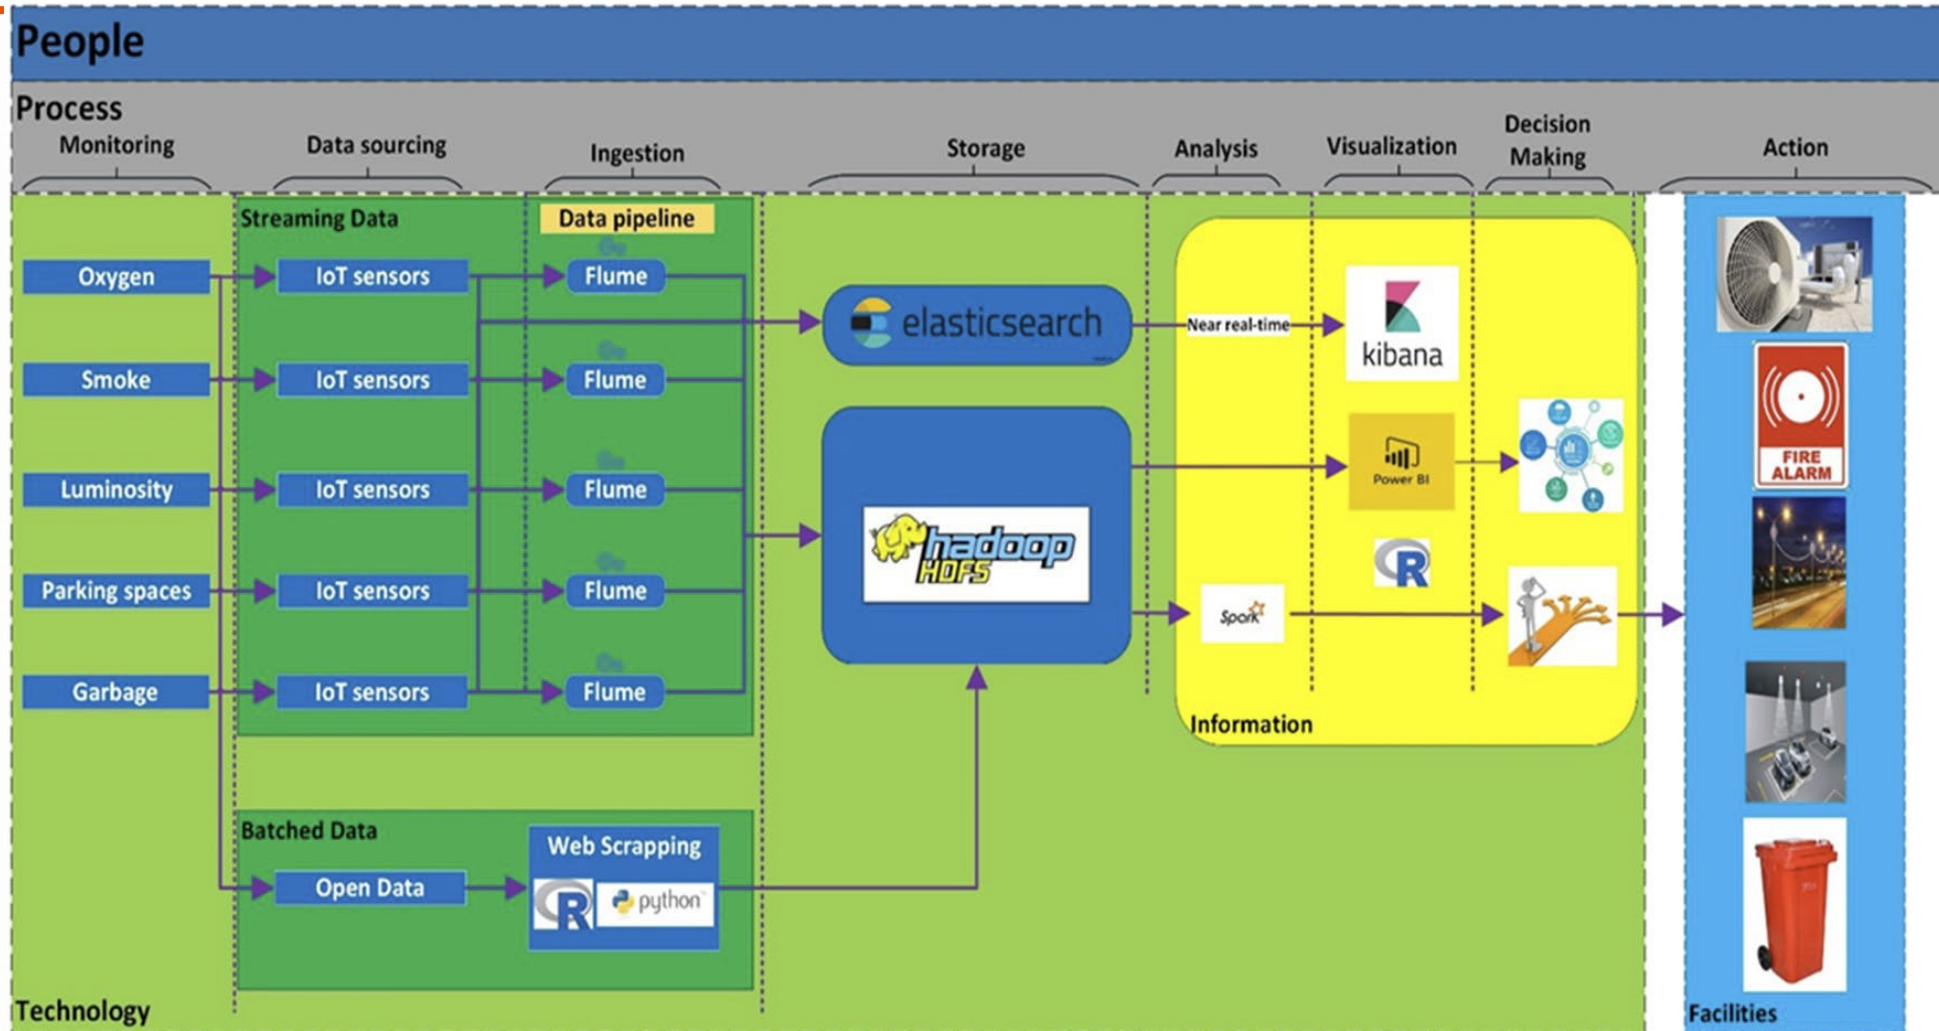 People
Process
Monitoring
Data sourcing
Ingestion
Storage
Analysis
Visualization
Decision
Making
Action
Streaming Data
Data pipeline
Oxygen
IoT sensors
Flume
Smoke
IoT sensors
Flume
Luminosity
IoT sensors
Flume
Parking spaces
IoT sensors
Flume
Garbage
IoT sensors
Flume
elasticsearch
Near real-time
kibana
Power BI
hadoop
HDFS
R
Spark
Information
FIRE
ALARM
Batched Data
Open Data
Web Scrapping
R
python
Technology
Facilities